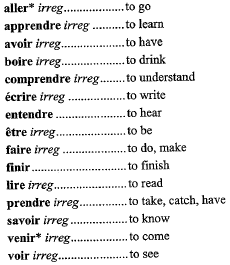 aller* irreg....................to go
apprendre irreg..........to learn
avoir irreg...................to have
boire irreg...................to drink
comprendre irreg........to understand
écrire irreg..................to write
entendre ....................to hear
être irreg.....................to be
faire irreg ...................to do, make
finir............................to finish
lire irreg......................to read
prendre irreg..............to take, catch, have
savoir irreg.................to know
venir* irreg.................to come
voir irreg....................to see